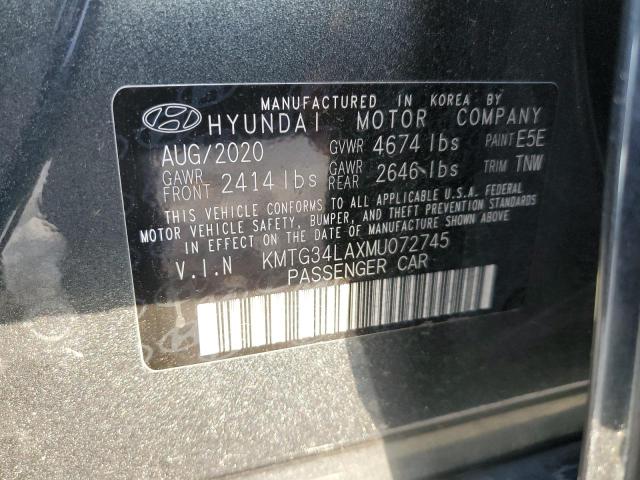 MANUFACTURED IN KOREA BY
HYUNDAI MOTOR COMPANY
AUG/2020 GVWR 4674 lbs PAINT E5E
GAWR FRONT 2414 lbs GAWR REAR 2646 lbs TRIM TNW
THIS VEHICLE CONFORMS TO ALL APPLICABLE U.S.A. FEDERAL
MOTOR VEHICLE SAFETY, BUMPER, AND THEFT PREVENTION STANDARDS
IN EFFECT ON THE DATE OF MANUFACTURE SHOWN ABOVE.
V.I.N KMTG34LAXMU072745
PASSENGER CAR